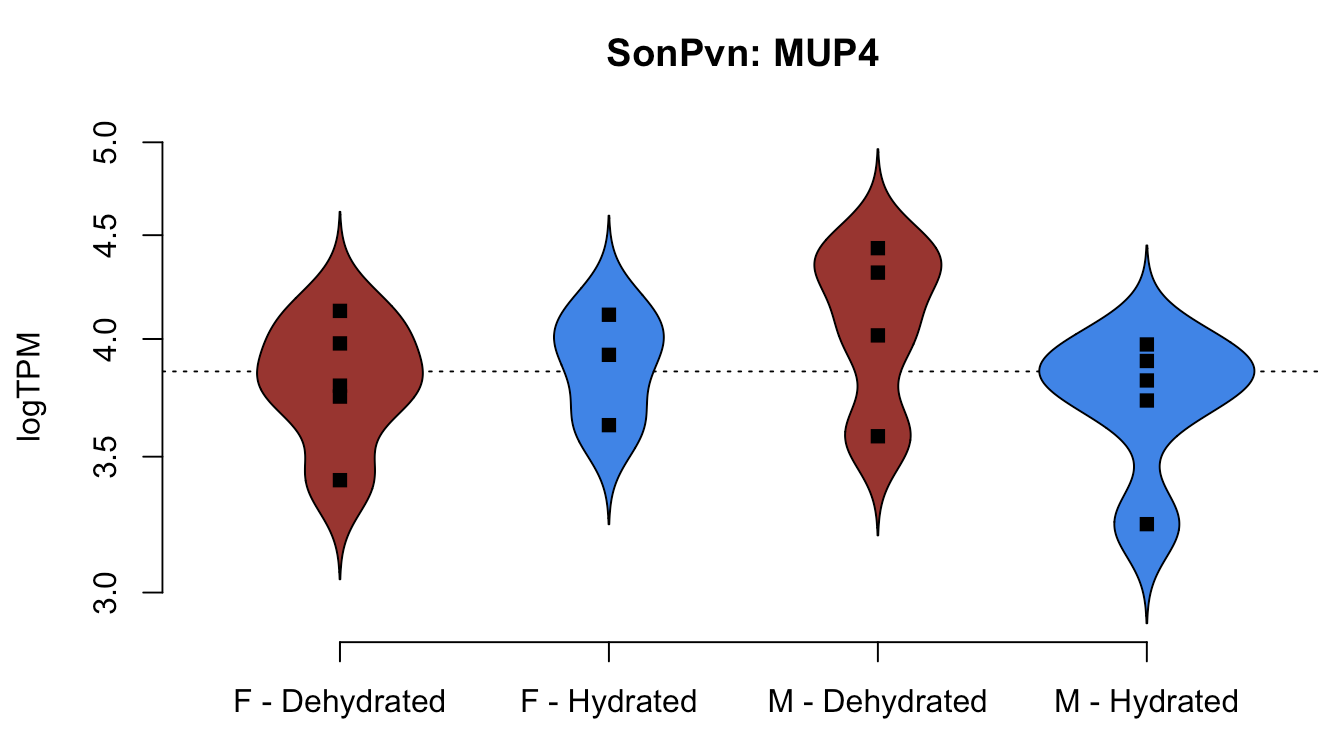 SonPvn: MUP4
logTPM
5.0
4.5
4.0
3.5
3.0
F - Dehydrated
F - Hydrated
M - Dehydrated
M - Hydrated